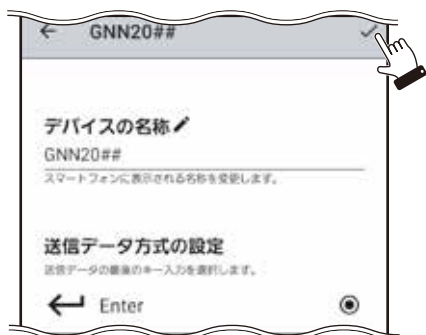 GNN20##
デバイスの名称
GNN20##
スマートフォンに表示される名称を変更します。
送信データ方式の設定
送信データの最後のキー入力を選択します。
Enter